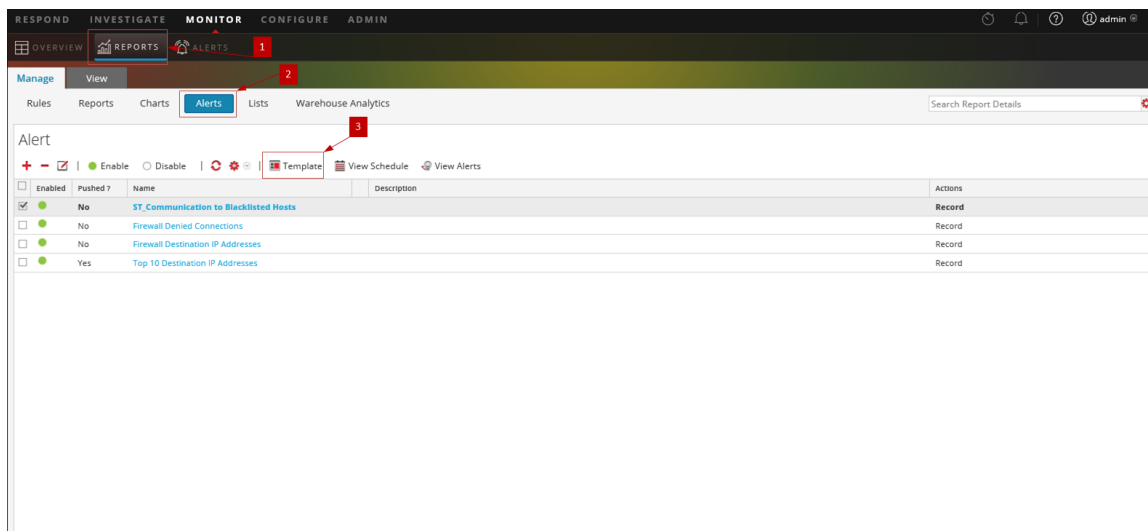 RESPOND INVESTIGATE MONITOR CONFIGURE ADMIN admin
OVERVIEW REPORTS ALERTS 1
Manage View 2
Rules Reports Charts Alerts Lists Warehouse Analytics Search Report Details
3
Alert
Enable Disable Template View Schedule View Alerts
Enabled Pushed ? Name Description Actions
No ST_Communication to Blacklisted Hosts Record
No Firewall Denied Connections Record
No Firewall Destination IP Addresses Record
Yes Top 10 Destination IP Addresses Record